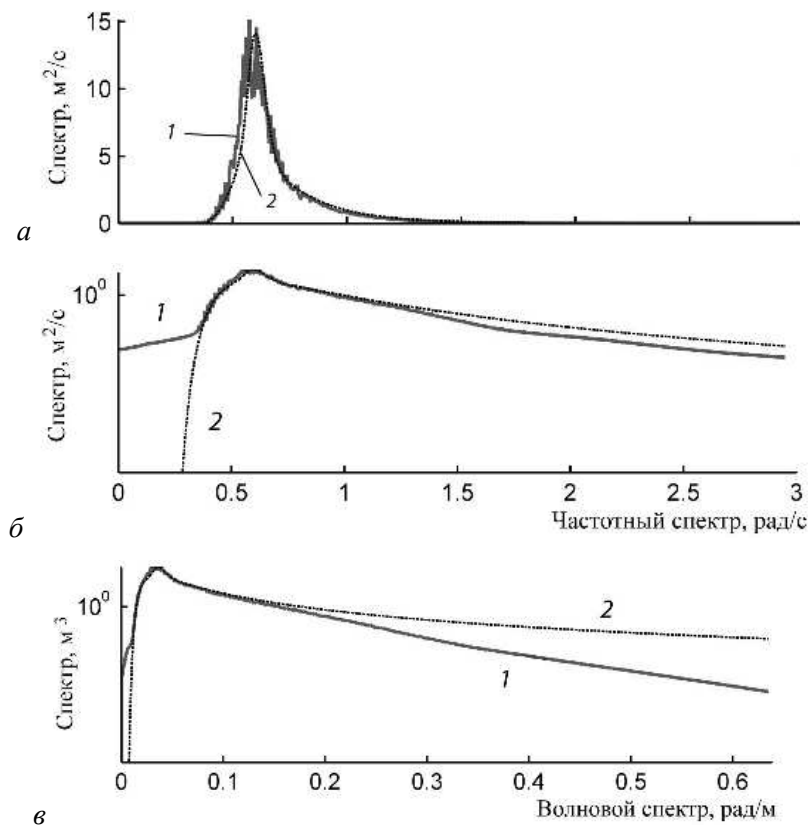 15
10
5
0
Спектр, м²/с
1
2
а
10⁰
Спектр, м²/с
1
2
0 0.5 1 1.5 2 2.5 3
Частотный спектр, рад/с
б
10⁰
Спектр, м³
2
1
0 0.1 0.2 0.3 0.4 0.5 0.6
Волновой спектр, рад/м
в